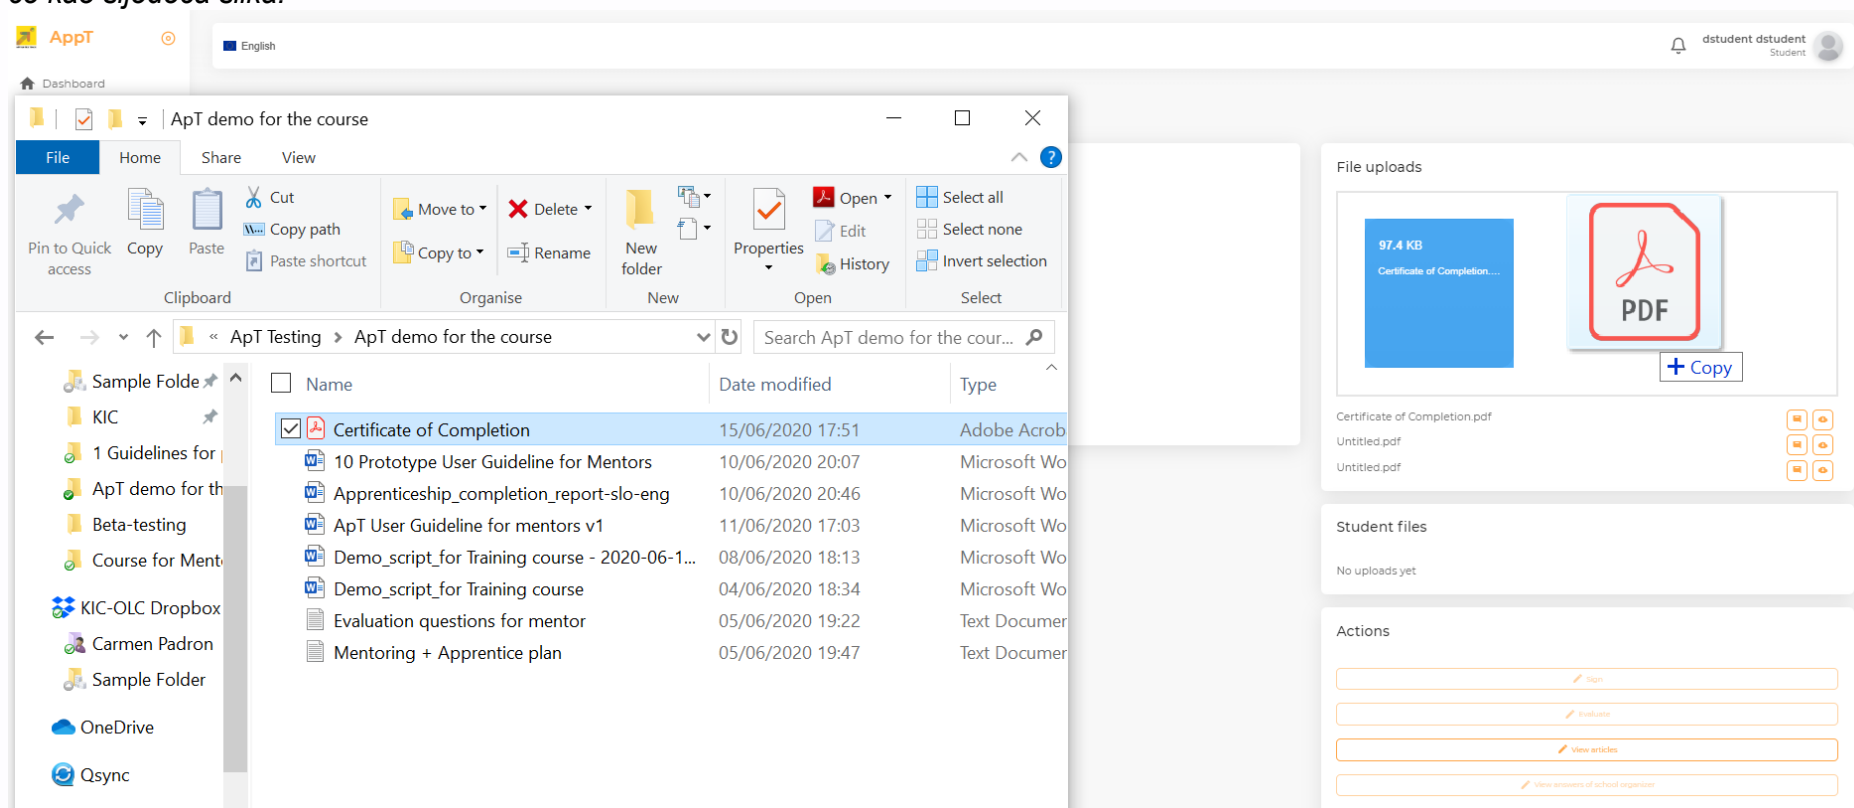 AppT
English
dstudent dstudent
Student
Dashboard
ApT demo for the course
File Home Share View
Pin to Quick access
Copy
Paste
Cut
Copy path
Paste shortcut
Clipboard
Move to
Copy to
Delete
Rename
Organise
New folder
New
Properties
Open
Edit
History
Open
Select all
Select none
Invert selection
Select
« ApT Testing > ApT demo for the course
Search ApT demo for the cour...
Sample Folde
KIC
1 Guidelines for
ApT demo for th
Beta-testing
Course for Ment
KIC-OLC Dropbox
Carmen Padron
Sample Folder
OneDrive
Qsync
Name Date modified Type
Certificate of Completion 15/06/2020 17:51 Adobe Acrob
10 Prototype User Guideline for Mentors 10/06/2020 20:07 Microsoft Wo
Apprenticeship_completion_report-slo-eng 10/06/2020 20:46 Microsoft Wo
ApT User Guideline for mentors v1 11/06/2020 17:03 Microsoft Wo
Demo_script_for Training course - 2020-06-1... 08/06/2020 18:13 Microsoft Wo
Demo_script_for Training course 04/06/2020 18:34 Microsoft Wo
Evaluation questions for mentor 05/06/2020 19:22 Text Documer
Mentoring + Apprentice plan 05/06/2020 19:47 Text Documer
File uploads
97.4 KB
Certificate of Completion....
PDF
+ Copy
Certificate of Completion.pdf
Untitled.pdf
Untitled.pdf
Student files
No uploads yet
Actions
Sign
Evaluate
View articles
View answers of school organizer